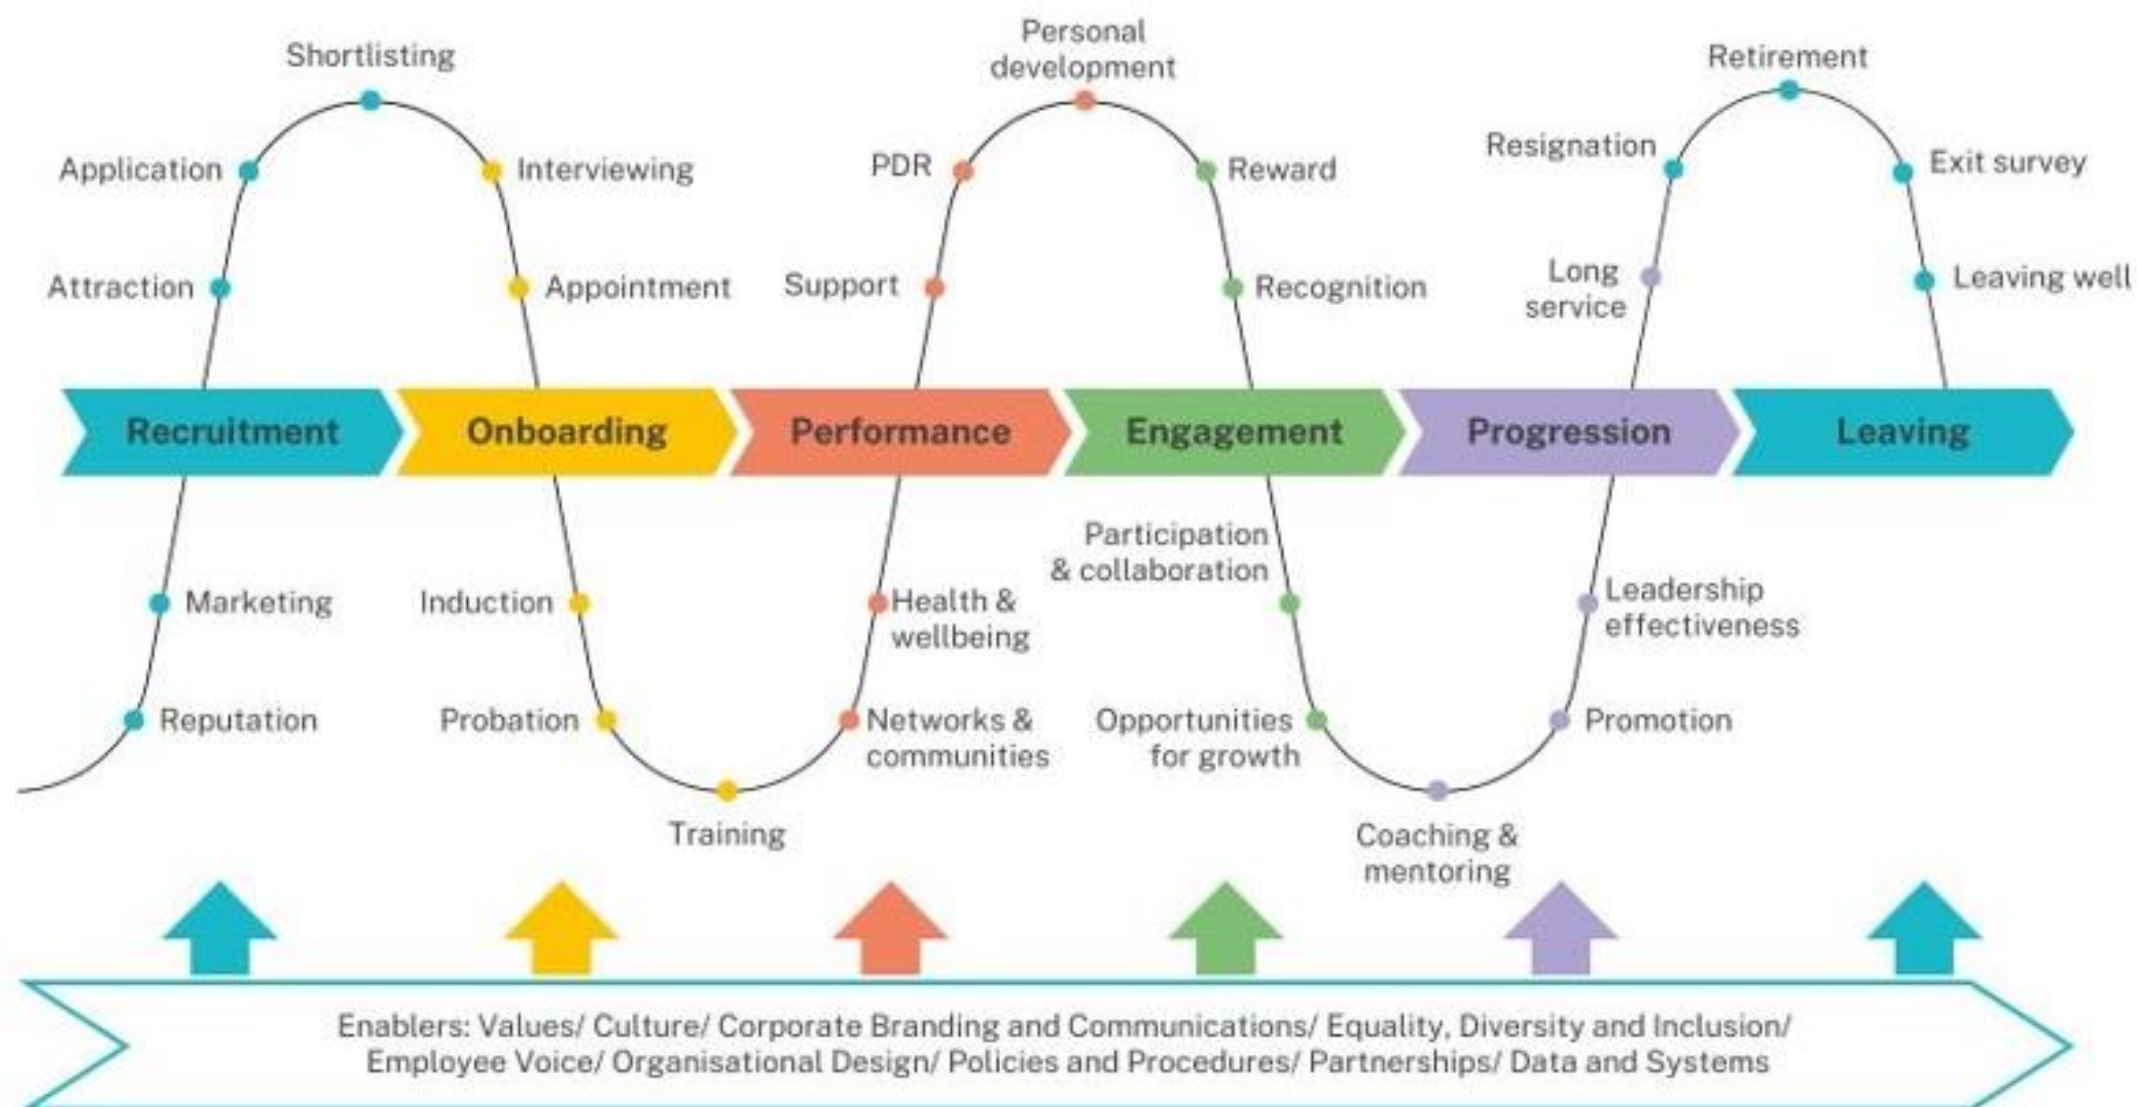 Shortlisting
Personal
development
Retirement
Application
Interviewing
PDR
Reward
Resignation
Exit survey
Attraction
Appointment
Support
Recognition
Long
service
Leaving well
Recruitment
Onboarding
Performance
Engagement
Progression
Leaving
Marketing
Induction
Health &
wellbeing
Participation
& collaboration
Leadership
effectiveness
Reputation
Probation
Networks &
communities
Opportunities
for growth
Promotion
Training
Coaching &
mentoring
Enablers: Values/ Culture/ Corporate Branding and Communications/ Equality, Diversity and Inclusion/
Employee Voice/ Organisational Design/ Policies and Procedures/ Partnerships/ Data and Systems